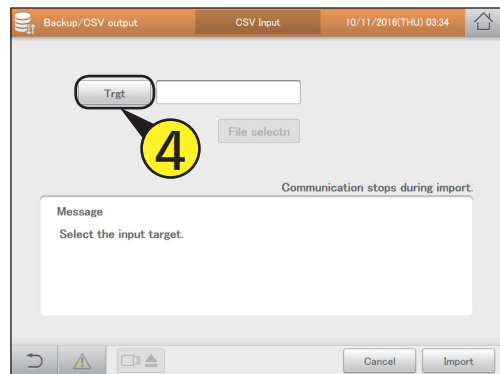 Backup/CSV output CSV Input 10/11/2016(THU) 03:34
Trgt
4
File selectn
Communication stops during import.
Message
Select the input target.
Cancel Import